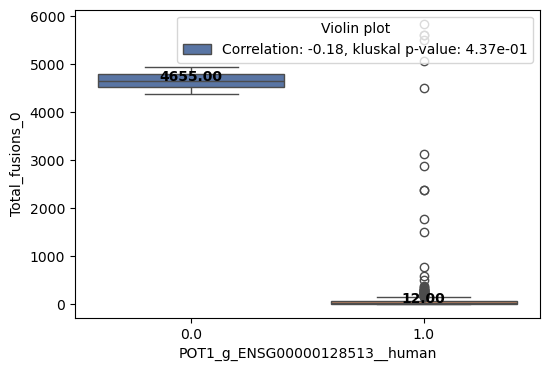 Violin plot
Correlation: -0.18, kluskal p-value: 4.37e-01
6000
5000
4000
3000
2000
1000
0
Total_fusions_0
4655.00
12.00
0.0
1.0
POT1_g_ENSG00000128513__human